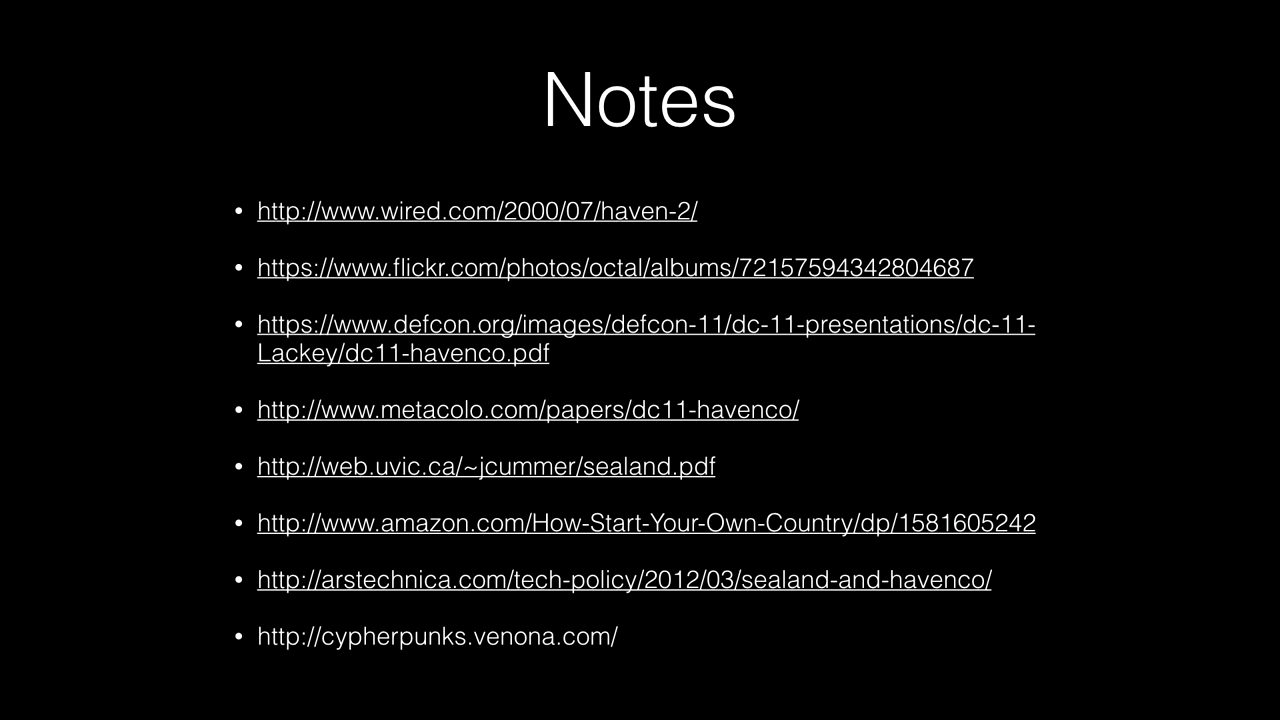 Notes
• http://www.wired.com/2000/07/haven-2/
• https://www.flickr.com/photos/octal/albums/72157594342804687
• https://www.defcon.org/images/defcon-11/dc-11-presentations/dc-11-
Lackey/dc11-havenco.pdf
• http://www.metacolo.com/papers/dc11-havenco/
• http://web.uvic.ca/~jcummer/sealand.pdf
• http://www.amazon.com/How-Start-Your-Own-Country/dp/1581605242
• http://arstechnica.com/tech-policy/2012/03/sealand-and-havenco/
• http://cypherpunks.venona.com/